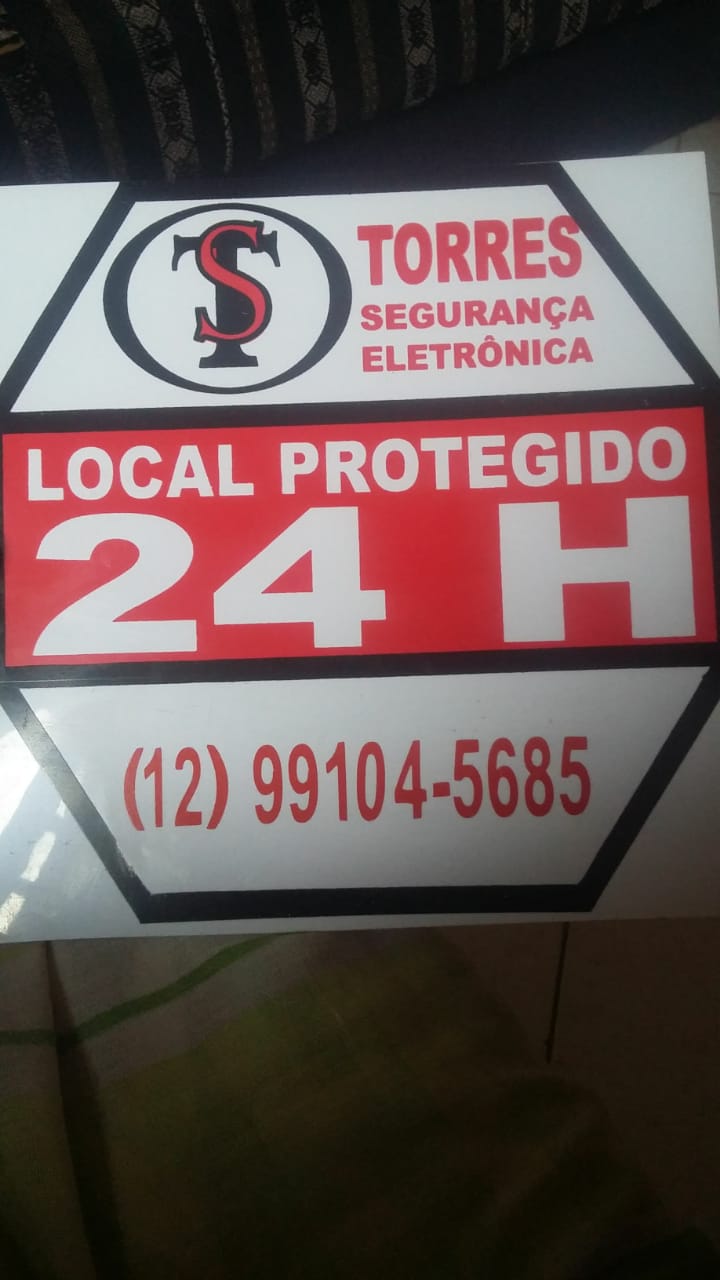 TS
TORRES
SEGURANÇA
ELETRÔNICA
LOCAL PROTEGIDO
24 H
(12) 99104-5685